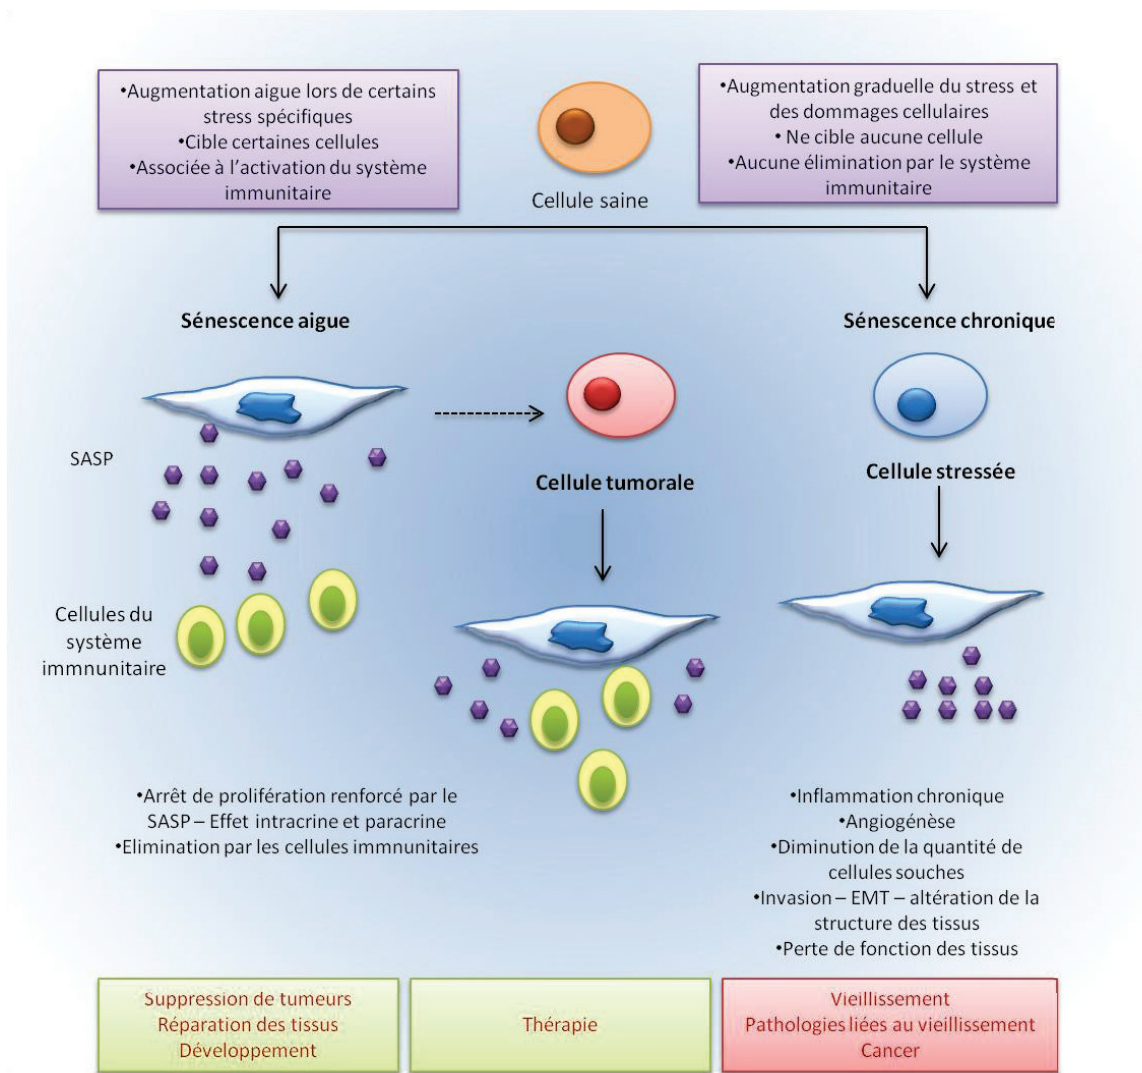 •Augmentation aigue lors de certains
stress spécifiques
•Cible certaines cellules
•Associée à l'activation du système
immunitaire
Cellule saine
•Augmentation graduelle du stress et
des dommages cellulaires
• Ne cible aucune cellule
•Aucune élimination par le système
immunitaire
Sénescence aigue
Sénescence chronique
SASP
Cellule tumorale
Cellule stressée
Cellules du
système
immnunitaire
•Arrêt de prolifération renforcé par le
SASP – Effet intracrine et paracrine
•Elimination par les cellules immnunitaires
•Inflammation chronique
•Angiogénèse
•Diminution de la quantité de
cellules souches
•Invasion – EMT – altération de la
structure des tissus
•Perte de fonction des tissus
Suppression de tumeurs
Réparation des tissus
Développement
Thérapie
Vieillissement
Pathologies liées au vieillissement
Cancer